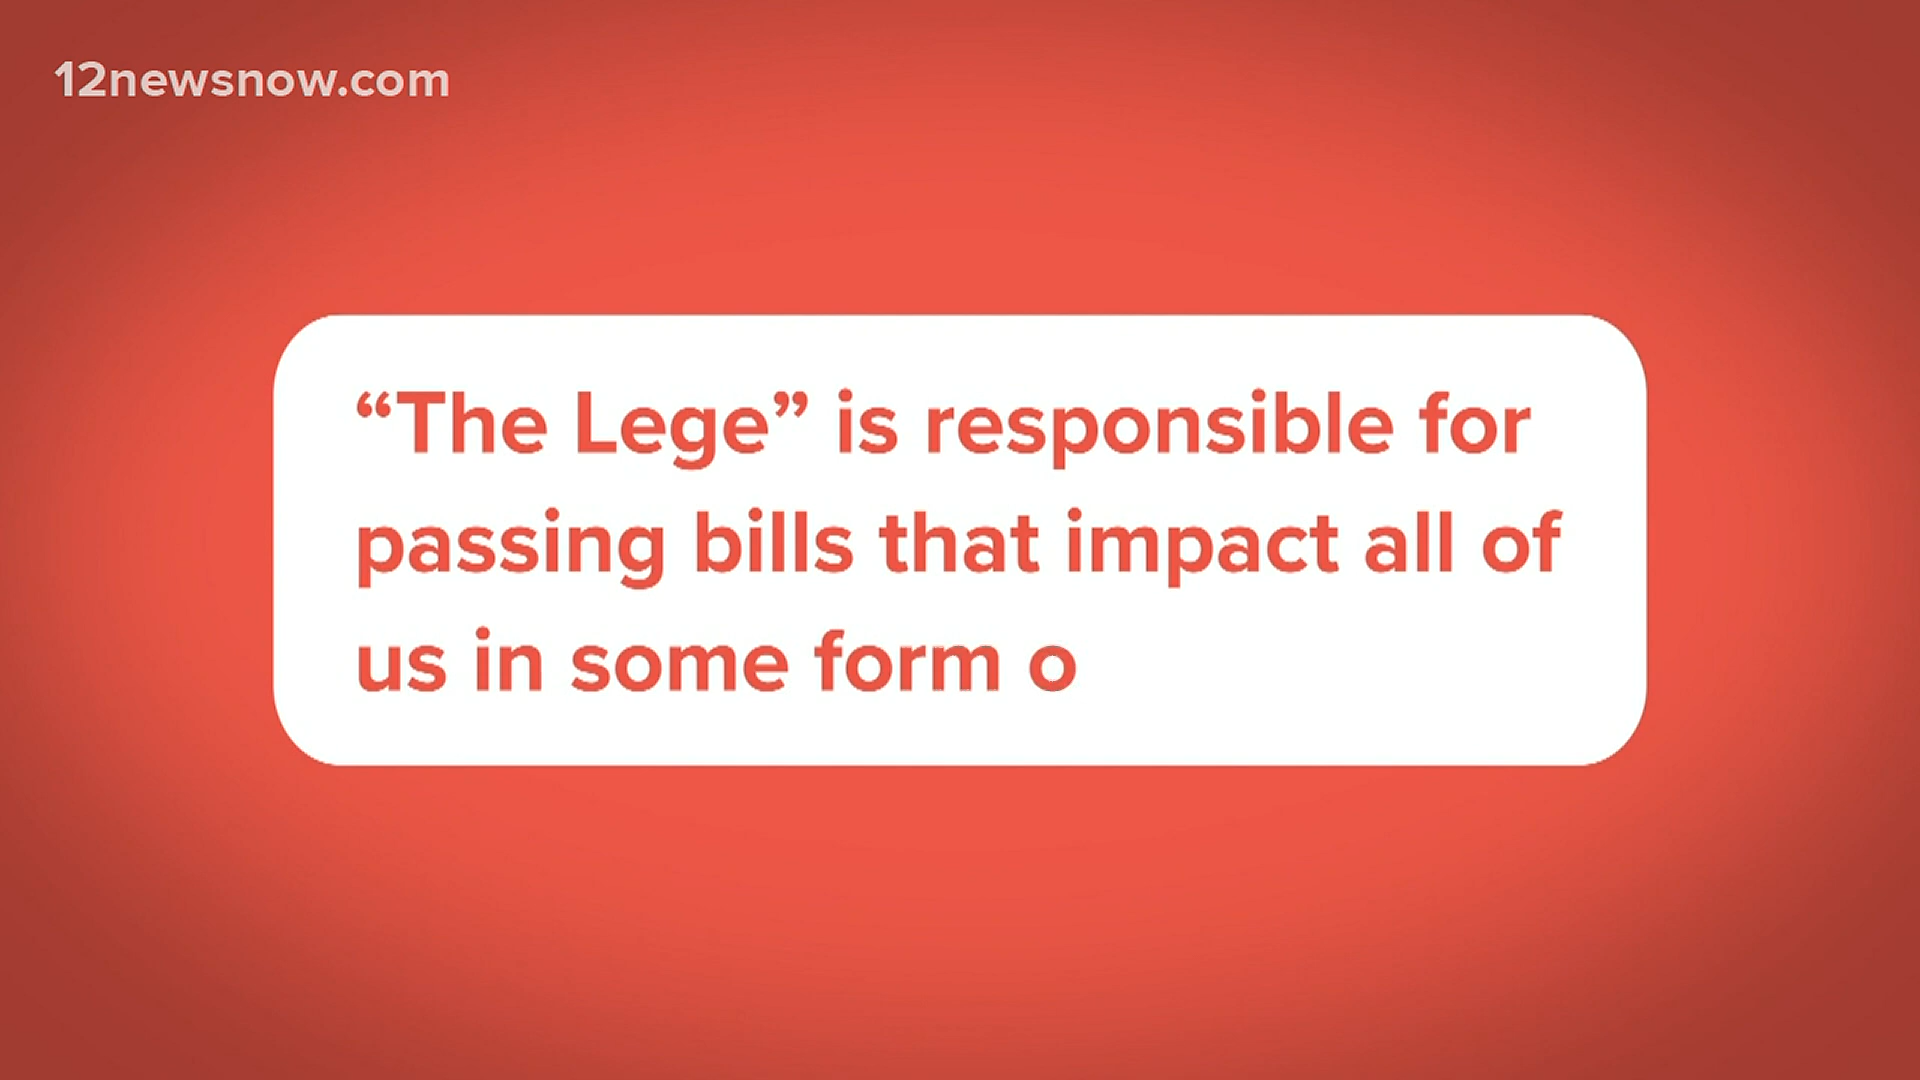 12newsnow.com
“The Lege” is responsible for
passing bills that impact all of
us in some form o